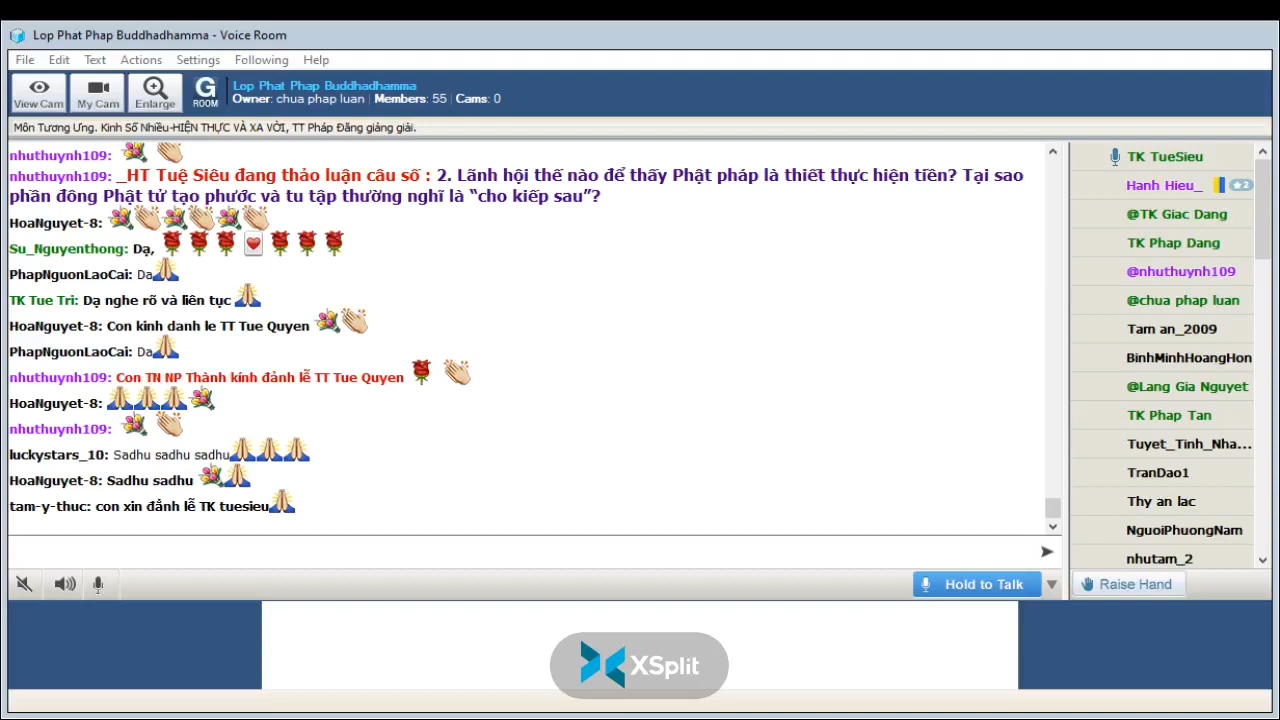 Lop Phat Phap Buddhadhamma - Voice Room
File Edit Text Actions Settings Following Help
View Cam My Cam Enlarge G ROOM
Lop Phat Phap Buddhadhamma
Owner: chua phap luan | Members: 55 | Cams: 0
Môn Tương Ưng. Kinh Số Nhiều-HIỆN THỰC VÀ XA VỜI, TT Pháp Đăng giảng giải.
nhuthuynh109:
nhuthuynh109: _HT Tuệ Siêu đang thảo luận câu số : 2. Lãnh hội thế nào để thấy Phật pháp là thiết thực hiện tiền? Tại sao
phần đông Phật tử tạo phước và tu tập thường nghĩ là “cho kiếp sau”?
HoaNguyet-8:
Su_Nguyenthong: Dạ,
PhapNguonLaoCai: Da
TK Tue Tri: Dạ nghe rõ và liên tục
HoaNguyet-8: Con kinh danh le TT Tue Quyen
PhapNguonLaoCai: Da
nhuthuynh109: Con TN NP Thành kính đảnh lễ TT Tue Quyen
HoaNguyet-8:
nhuthuynh109:
luckystars_10: Sadhu sadhu sadhu
HoaNguyet-8: Sadhu sadhu
tam-y-thuc: con xin đảnh lễ TK tuesieu
TK TueSieu
Hanh Hieu_ 2
@TK Giac Dang
TK Phap Dang
@nhuthuynh109
@chua phap luan
Tam an_2009
BinhMinhHoangHon
@Lang Gia Nguyet
TK Phap Tan
Tuyet_Tinh_Nha...
TranDao1
Thy an lac
NguoiPhuongNam
nhutam_2
Hold to Talk
Raise Hand
XSplit